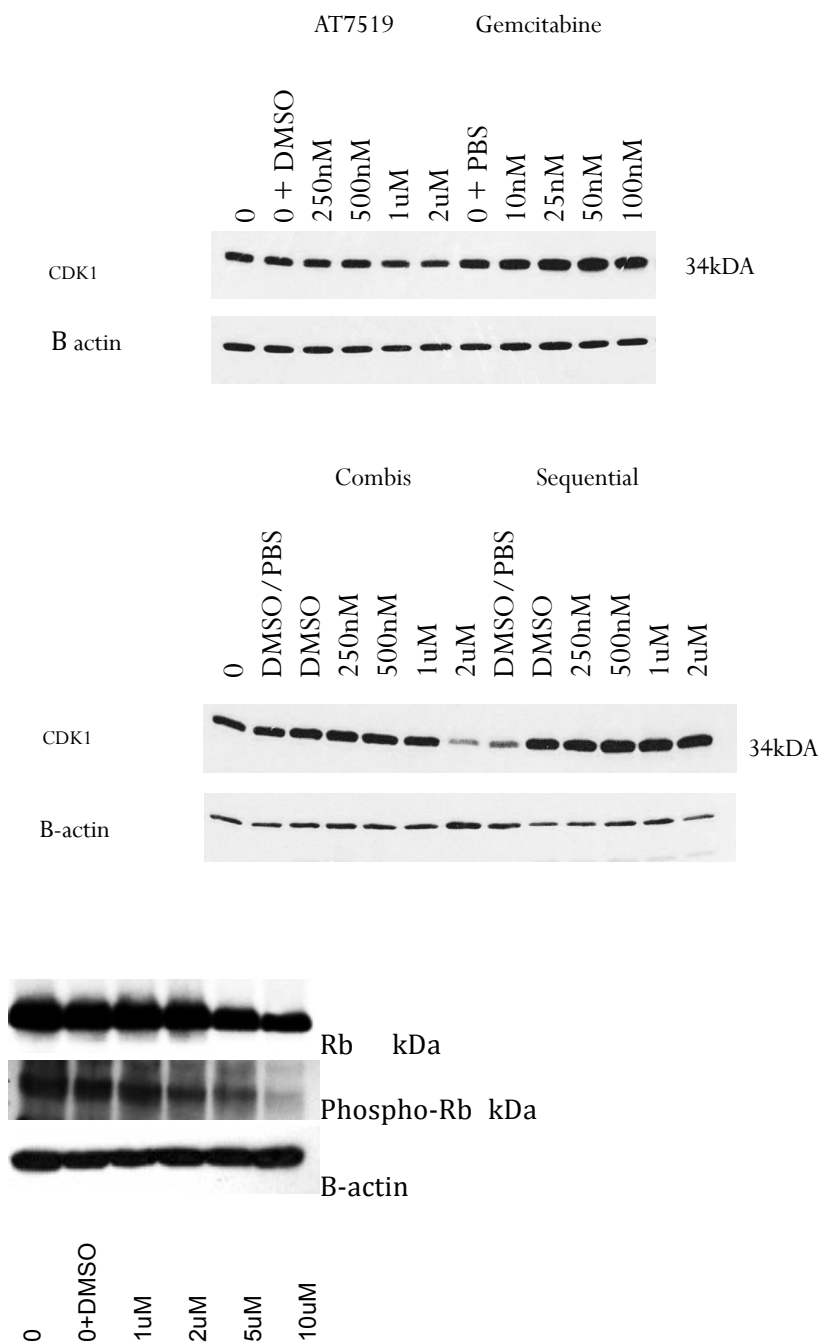 AT7519 Gemcitabine
0
0 + DMSO
250nM
500nM
1uM
2uM
0 + PBS
10nM
25nM
50nM
100nM
CDK1
34kDA
B actin
Combis Sequential
0
DMSO/PBS
DMSO
250nM
500nM
1uM
2uM
DMSO/PBS
DMSO
250nM
500nM
1uM
2uM
CDK1
34kDA
B-actin
Rb kDa
Phospho-Rb kDa
B-actin
0
0+DMSO
1uM
2uM
5uM
10uM